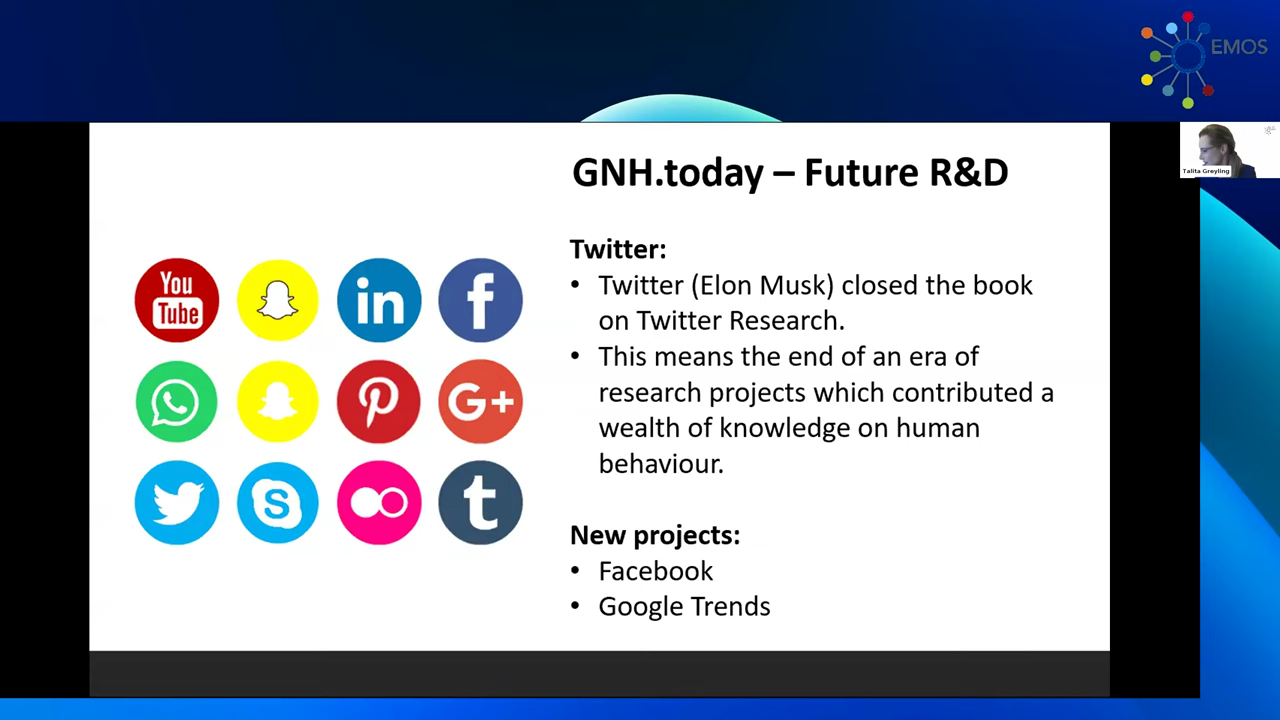 EMOS
Talita Greyling
GNH.today – Future R&D
Twitter:
• Twitter (Elon Musk) closed the book
on Twitter Research.
• This means the end of an era of
research projects which contributed a
wealth of knowledge on human
behaviour.
New projects:
• Facebook
• Google Trends
You
Tube
in
f
G+
S
t